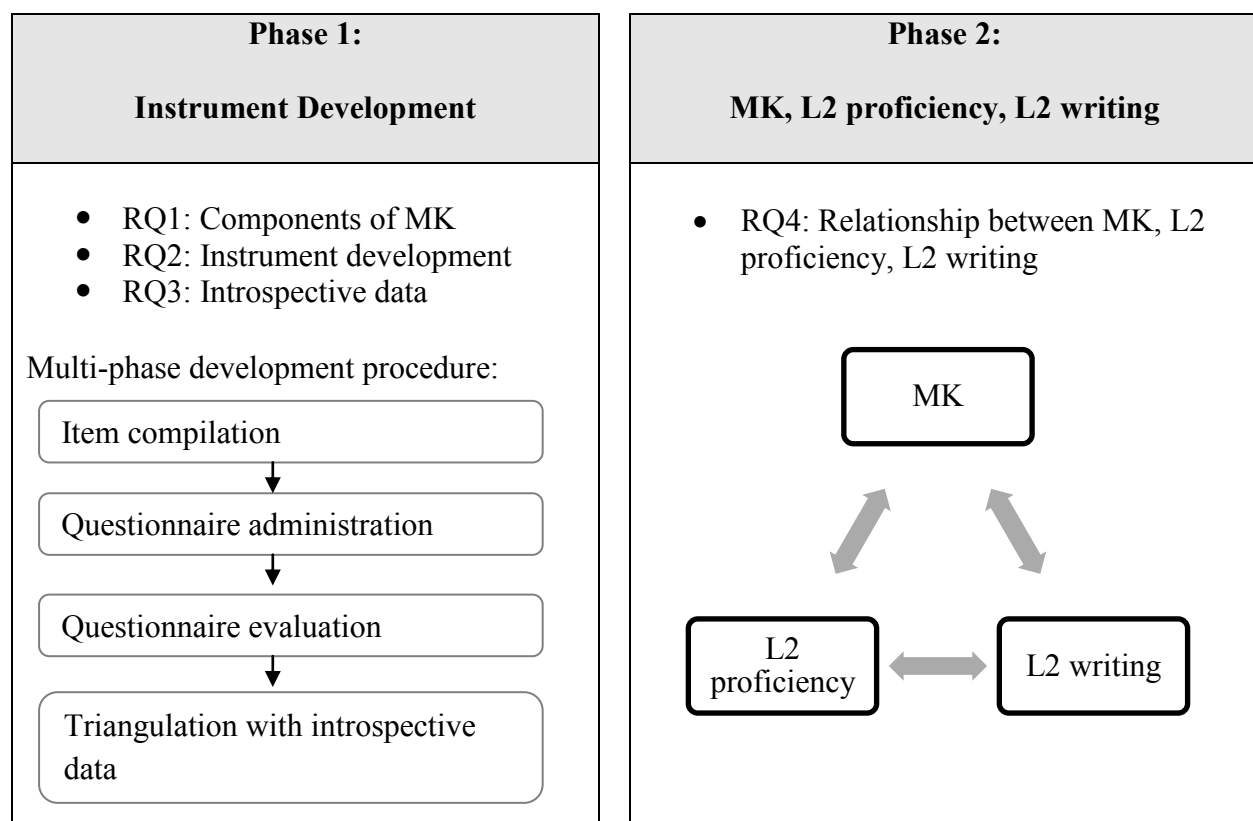 Phase 1:
Instrument Development
• RQ1: Components of MK
• RQ2: Instrument development
• RQ3: Introspective data
Multi-phase development procedure:
Item compilation
Questionnaire administration
Questionnaire evaluation
Triangulation with introspective
data
Phase 2:
MK, L2 proficiency, L2 writing
• RQ4: Relationship between MK, L2
proficiency, L2 writing
MK
L2
proficiency
L2 writing